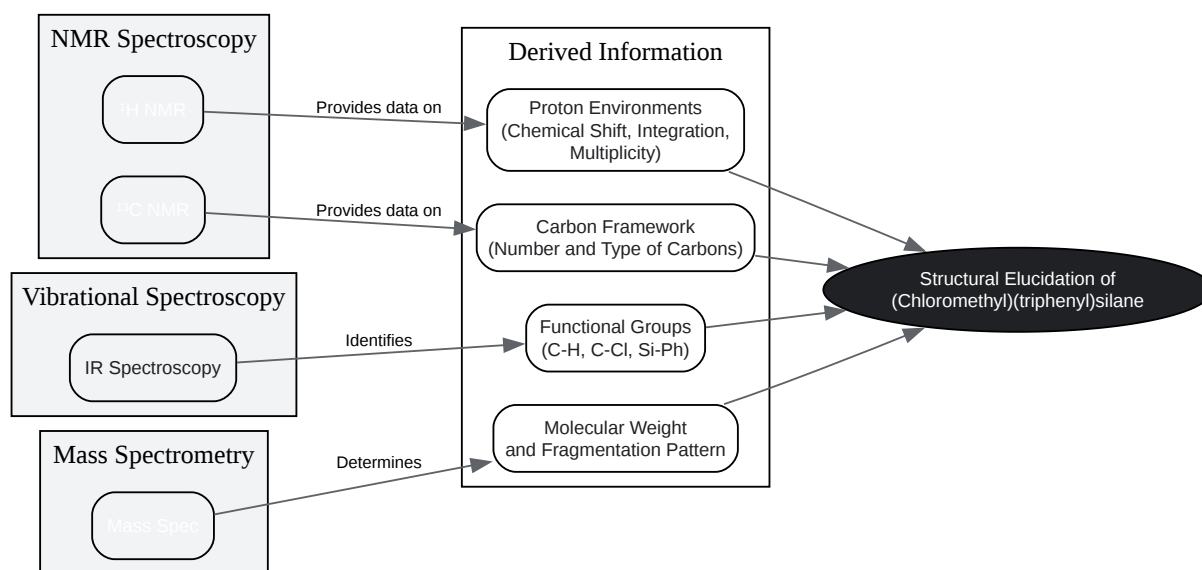 NMR Spectroscopy
¹H NMR
¹³C NMR
Vibrational Spectroscopy
IR Spectroscopy
Mass Spectrometry
Mass Spec
Provides data on
Provides data on
Identifies
Determines
Derived Information
Proton Environments
(Chemical Shift, Integration,
Multiplicity)
Carbon Framework
(Number and Type of Carbons)
Functional Groups
(C-H, C-Cl, Si-Ph)
Molecular Weight
and Fragmentation Pattern
Structural Elucidation of
(Chloromethyl)(triphenyl)silane